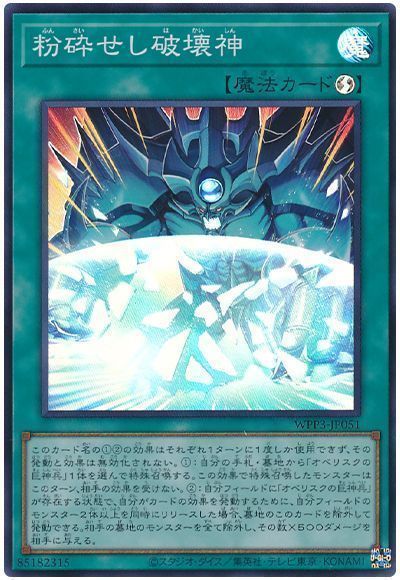 粉砕せし破壊神
ふんさい はかいしん
【魔法カード】
WPP3-JP051
このカード名の①②の効果はそれぞれ1ターンに1度しか使用できず、その
発動と効果は無効化されない。①：自分の手札・墓地から「オベリスクの
巨神兵」1体を選んで特殊召喚する。この効果で特殊召喚したモンスター
はこのターン、相手の効果を受けない。②：自分フィールドに「オベリスクの巨神兵」
が存在する状態で、自分がカードの効果を発動するために、自分フィールドの
モンスター2体以上を同時にリリースした場合、墓地のこのカードを除外して
発動できる。相手の墓地のモンスターを全て除外し、その数×500ダメージを
相手に与える。
85182315
©スタジオ・ダイス／集英社・テレビ東京・KONAMI